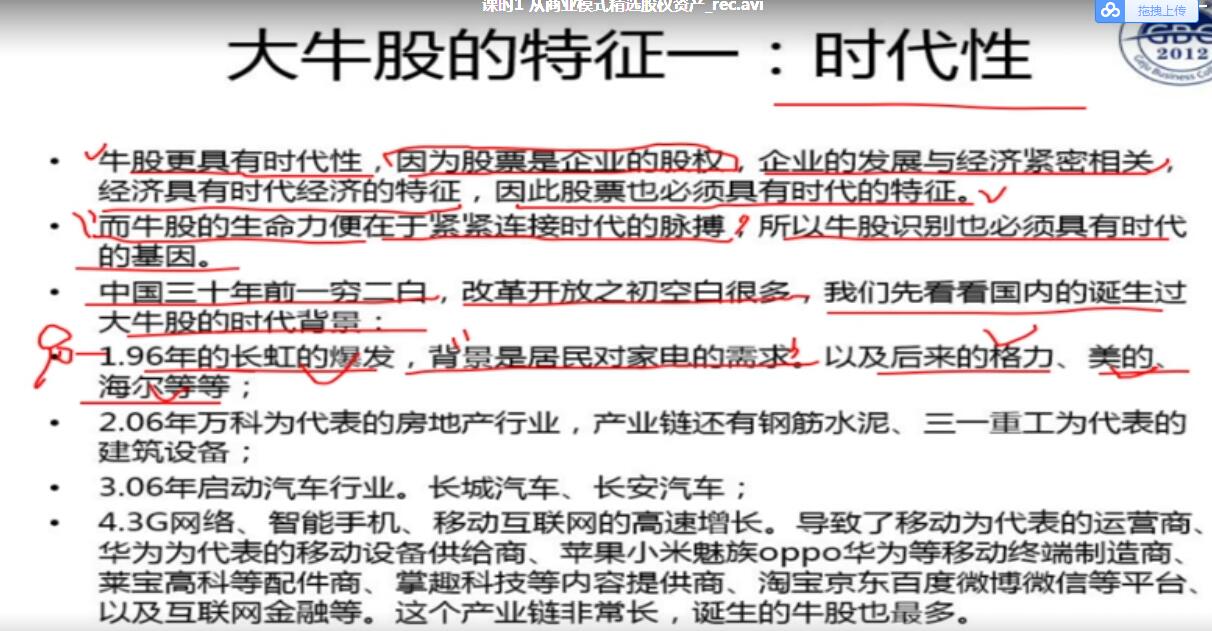 课时1 从商业模式精选股权资产_rec.avi
拖拽上传
GBC
2012
大牛股的特征一：时代性
• 牛股更具有时代性，因为股票是企业的股权，企业的发展与经济紧密相关，
经济具有时代经济的特征，因此股票也必须具有时代的特征。
• 而牛股的生命力便在于紧紧连接时代的脉搏，所以牛股识别也必须具有时代
的基因。
• 中国三十年前一穷二白，改革开放之初空白很多，我们先看看国内的诞生过
大牛股的时代背景：
• 1.96年的长虹的爆发，背景是居民对家电的需求。以及后来的格力、美的、
海尔等等；
• 2.06年万科为代表的房地产行业，产业链还有钢筋水泥、三一重工为代表的
建筑设备；
• 3.06年启动汽车行业。长城汽车、长安汽车；
• 4.3G网络、智能手机、移动互联网的高速增长。导致了移动为代表的运营商、
华为为代表的移动设备供给商、苹果小米魅族oppo华为等移动终端制造商、
莱宝高科等配件商、掌趣科技等内容提供商、淘宝京东百度微博微信等平台、
以及互联网金融等。这个产业链非常长，诞生的牛股也最多。